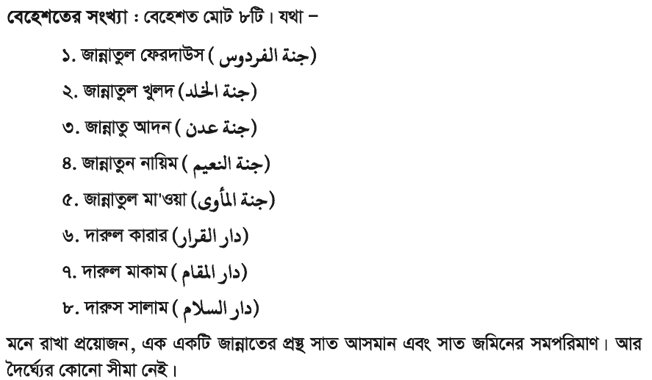 বেহেশতের সংখ্যা : বেহেশত মোট ৮টি। যথা –
১. জান্নাতুল ফেরদাউস ( جنة الفردوس)
২. জান্নাতুল খুলদ (جنة الخلد)
৩. জান্নাতু আদন ( جنة عدن)
৪. জান্নাতুন নায়িম ( جنة النعيم)
৫. জান্নাতুল মা'ওয়া (جنة المأوى)
৬. দারুল কারার (دار القرار)
৭. দারুল মাকাম ( دار المقام)
৮. দারুস সালাম ( دار السلام)
মনে রাখা প্রয়োজন, এক একটি জান্নাতের প্রস্থ সাত আসমান এবং সাত জমিনের সমপরিমাণ। আর
দৈর্ঘ্যের কোনো সীমা নেই।